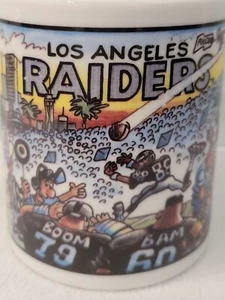 LOS ANGELES
RAIDERS
BOOM BAM
79 60